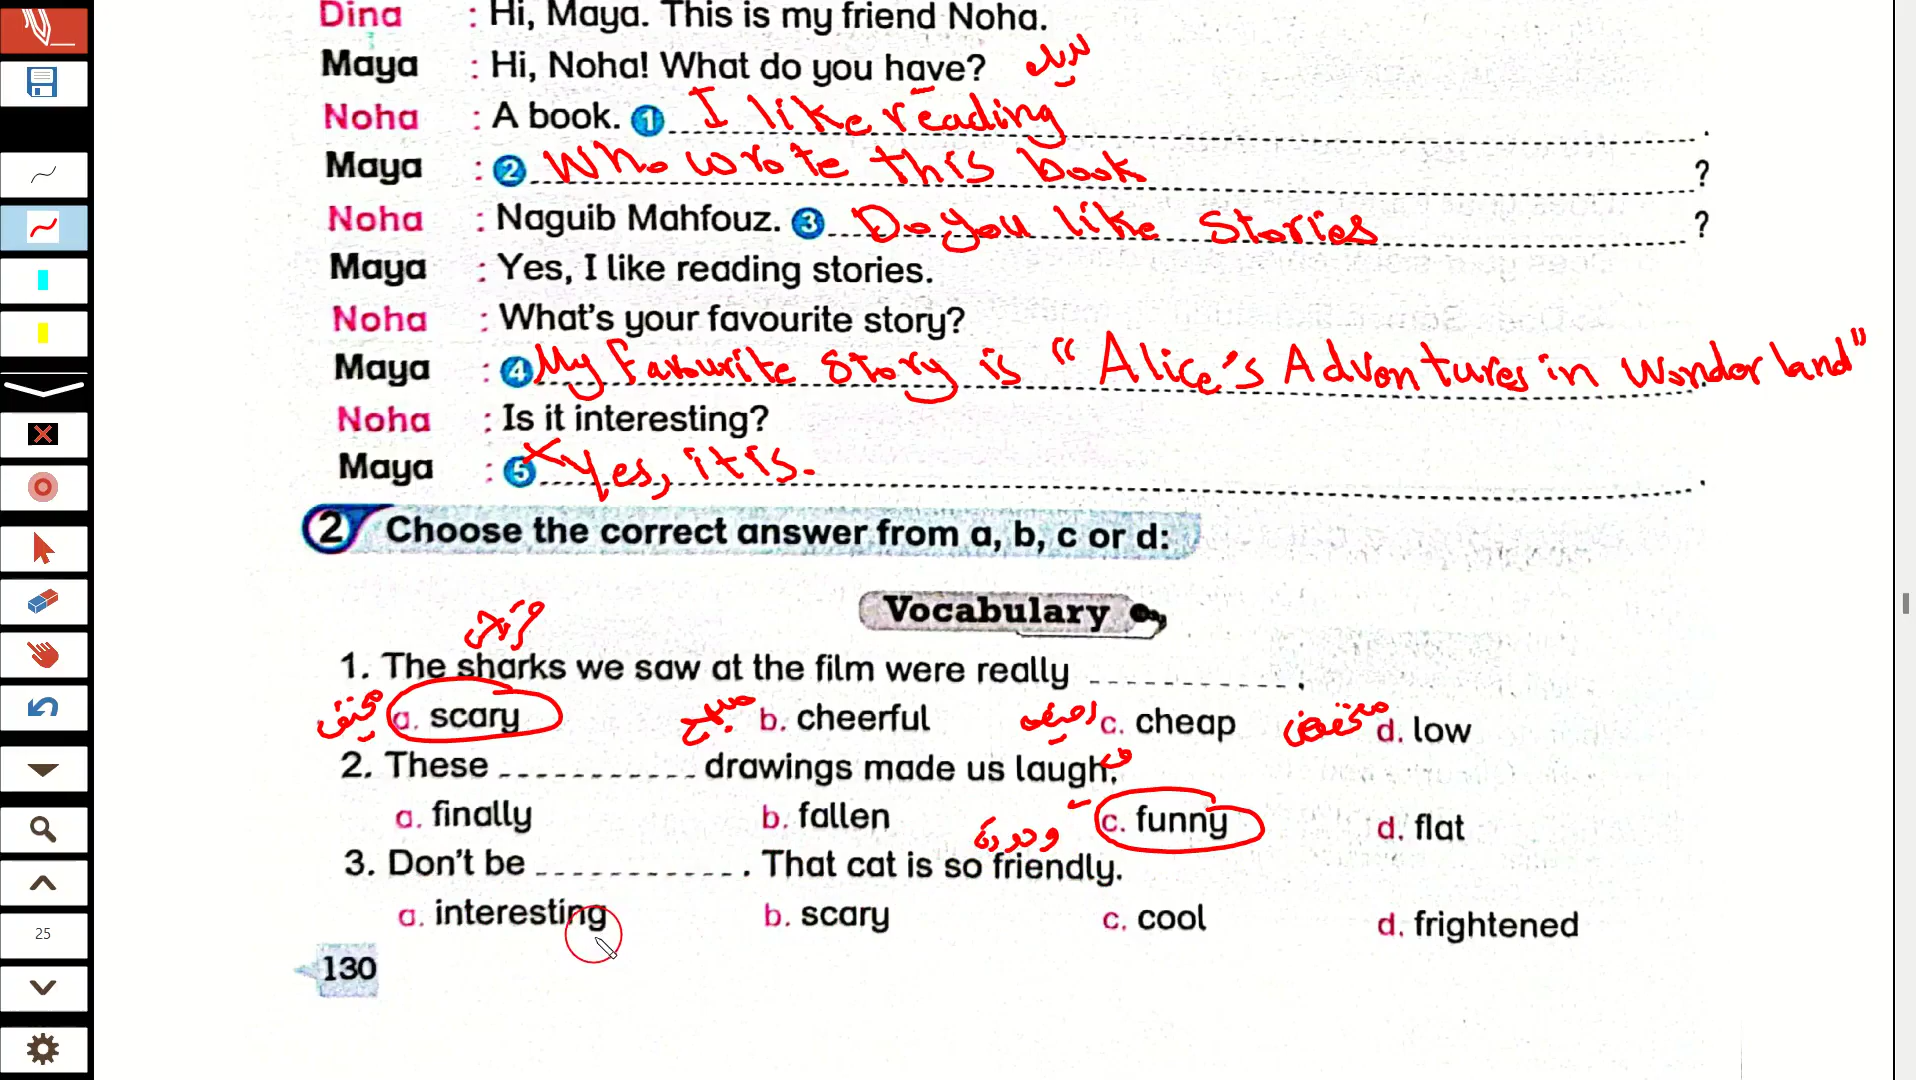 Dina : Hi, Maya. This is my friend Noha.
Maya : Hi, Noha! What do you have?
Noha : A book. 1 I like reading .
Maya : 2 Who wrote this book ?
Noha : Naguib Mahfouz. 3 Do you like Stories ?
Maya : Yes, I like reading stories.
Noha : What's your favourite story?
Maya : 4 My favourite Story is “Alice's Adventures in Wonderland”
Noha : Is it interesting?
Maya : 5 Yes, it is. .
2 Choose the correct answer from a, b, c or d:
Vocabulary
1. The sharks we saw at the film were really ............ .
a. scary b. cheerful c. cheap منخفض d. low
2. These ............ drawings made us laugh.
a. finally b. fallen c. funny d. flat
3. Don't be ............ . That cat is so friendly.
a. interesting b. scary c. cool d. frightened
130
25